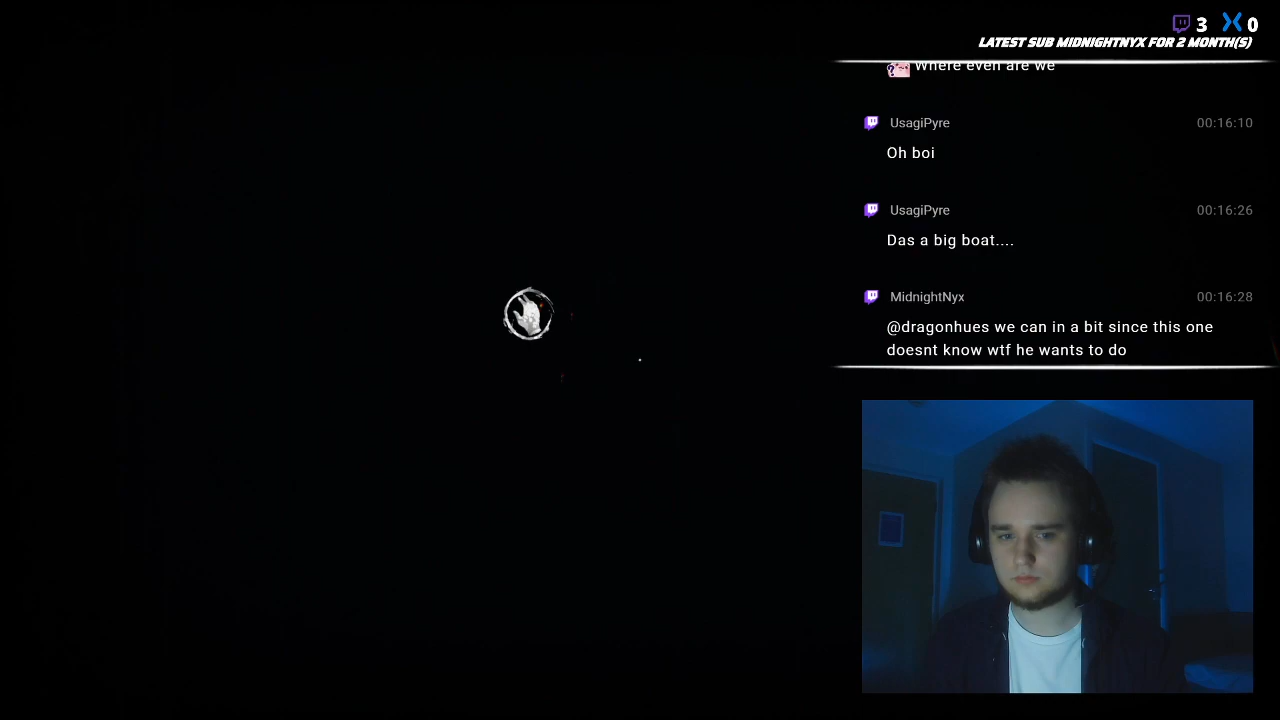 3 0
LATEST SUB MIDNIGHTNYX FOR 2 MONTH(S)
Where even are we
UsagiPyre 00:16:10
Oh boi
UsagiPyre 00:16:26
Das a big boat....
MidnightNyx 00:16:28
@dragonhues we can in a bit since this one
doesnt know wtf he wants to do